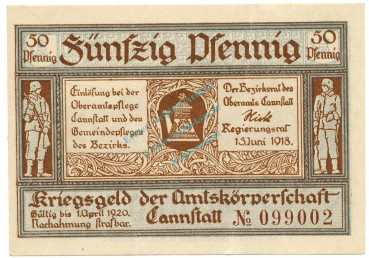 50 Pfennig
Fünfzig Pfennig
50 Pfennig
Einlösung bei der
Oberamtspflege
Cannstatt und den
Gemeindepflegen
des Bezirks.
Der Bezirksrat des
Oberamts Cannstatt
Regierungsrat
15 Juni 1918.
Kriegsgeld der Amtskörperschaft
Gültig bis 1. April 1920.
Nachahmung strafbar.
Cannstatt
№ 099002